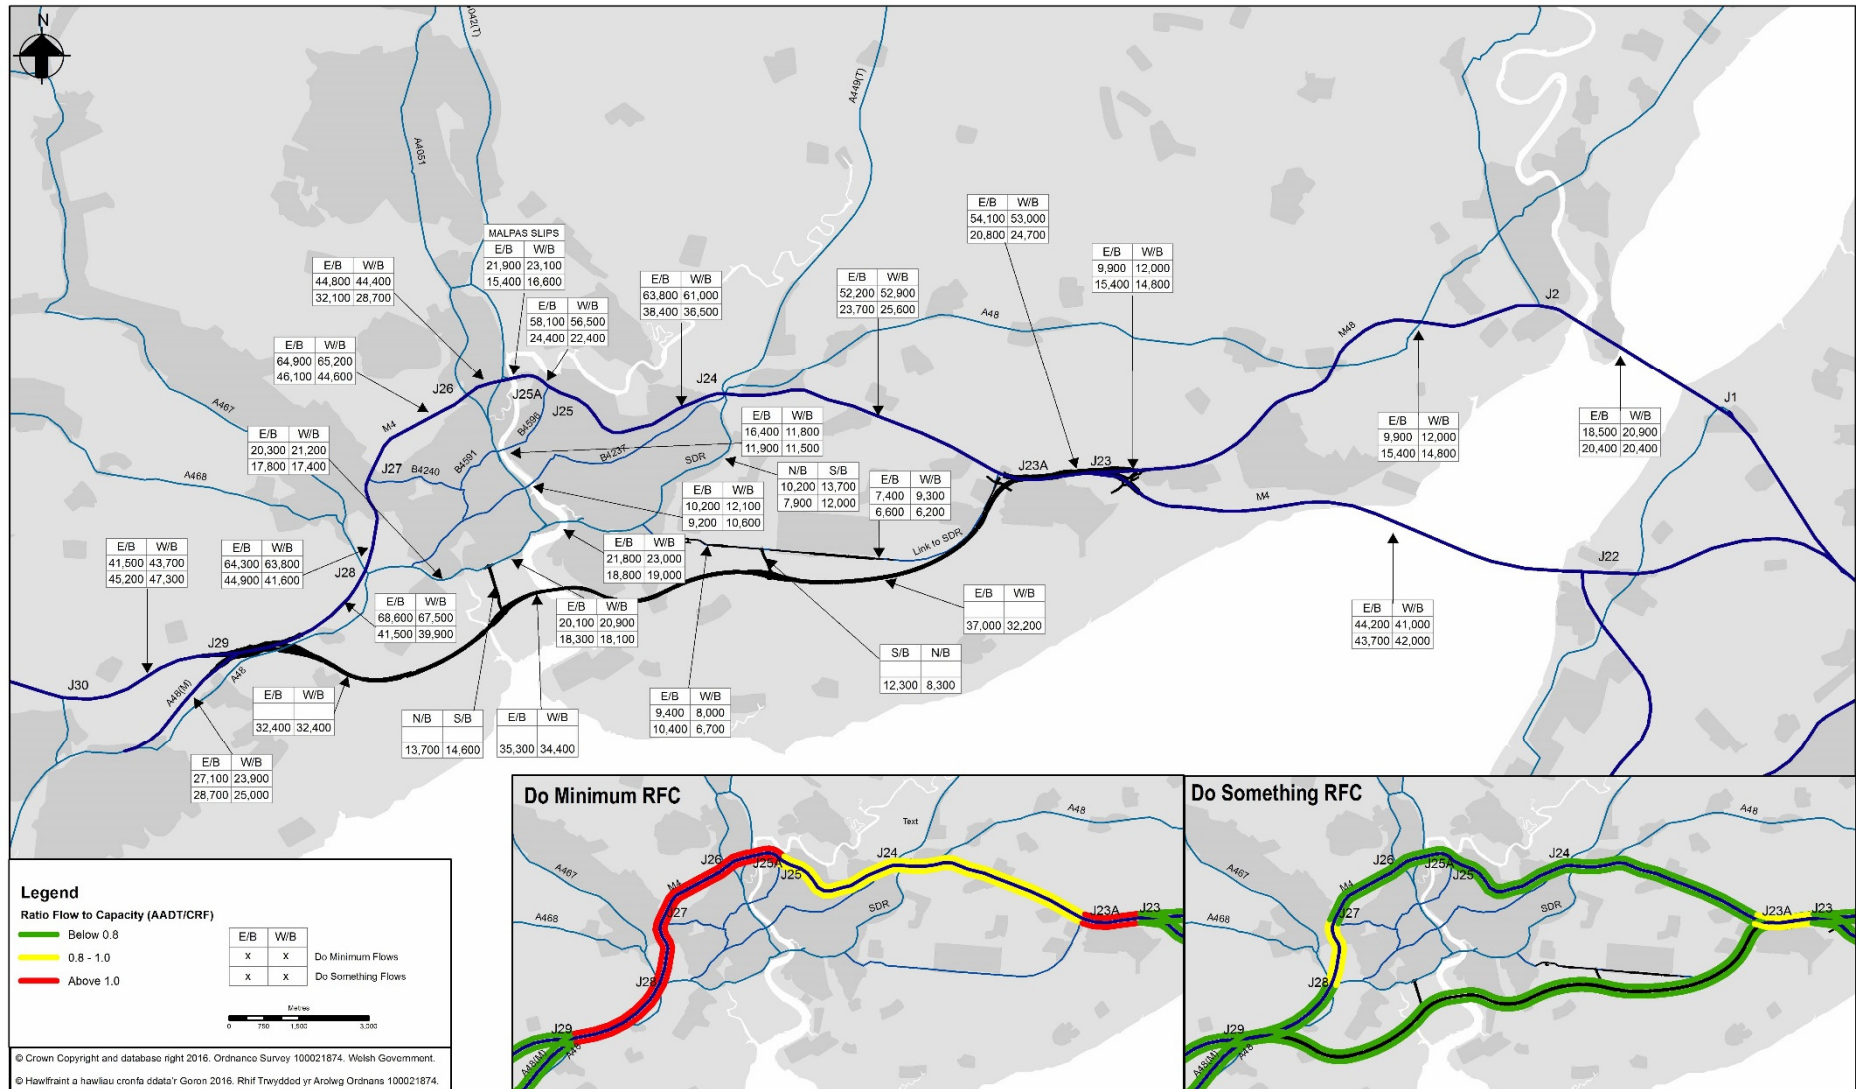 N
A042(T)
A449(T)
A4051
MALPAS SLIPS
E/B W/B
21,900 23,100
15,400 16,600
E/B W/B
54,100 53,000
20,800 24,700
E/B W/B
9,900 12,000
15,400 14,800
E/B W/B
44,800 44,400
32,100 28,700
E/B W/B
63,800 61,000
38,400 36,500
E/B W/B
52,200 52,900
23,700 25,600
E/B W/B
58,100 56,500
24,400 22,400
A48
M48
J2
E/B W/B
64,900 65,200
46,100 44,600
J26
J25A
J25
J24
J1
A467
M4
B4596
E/B W/B
16,400 11,800
11,900 11,500
E/B W/B
9,900 12,000
15,400 14,800
E/B W/B
18,500 20,900
20,400 20,400
E/B W/B
20,300 21,200
17,800 17,400
A468
J27
B4240
B4591
B4237
SDR
N/B S/B
10,200 13,700
7,900 12,000
J23A
J23
E/B W/B
7,400 9,300
6,600 6,200
E/B W/B
10,200 12,100
9,200 10,600
M4
Link to SDR
E/B W/B
41,500 43,700
45,200 47,300
E/B W/B
64,300 63,800
44,900 41,600
J28
E/B W/B
21,800 23,000
18,800 19,000
J22
E/B W/B
68,600 67,500
41,500 39,900
E/B W/B
20,100 20,900
18,300 18,100
E/B W/B
37,000 32,200
E/B W/B
44,200 41,000
43,700 42,000
J29
J30
A48(M)
A48
S/B N/B
12,300 8,300
E/B W/B
32,400 32,400
N/B S/B
13,700 14,600
E/B W/B
35,300 34,400
E/B W/B
9,400 8,000
10,400 6,700
E/B W/B
27,100 23,900
28,700 25,000
Do Minimum RFC
A48
Text
J26
J25A
J25
J24
A467
M4
J27
SDR
A468
J23A
J23
J28
J29
A48(M)
A48
Do Something RFC
A48
J26
J25A
J25
J24
A467
M4
J27
SDR
A468
J23A
J23
J28
J29
A48(M)
A48
Legend
Ratio Flow to Capacity (AADT/CRF)
Below 0.8
0.8 - 1.0
Above 1.0
E/B W/B
x x Do Minimum Flows
x x Do Something Flows
Metres
0 750 1,500 3,000
© Crown Copyright and database right 2016. Ordnance Survey 100021874. Welsh Government.
© Hawlfraint a hawliau cronfa ddata'r Goron 2016. Rhif Trwydded yr Arolwg Ordnans 100021874.